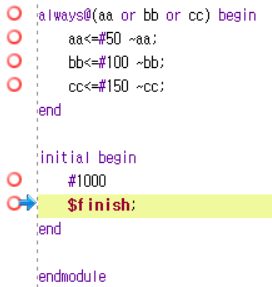 always@(aa or bb or cc) begin
aa<=#50 ~aa;
bb<=#100 ~bb;
cc<=#150 ~cc;
end
initial begin
#1000
$finish;
end
endmodule